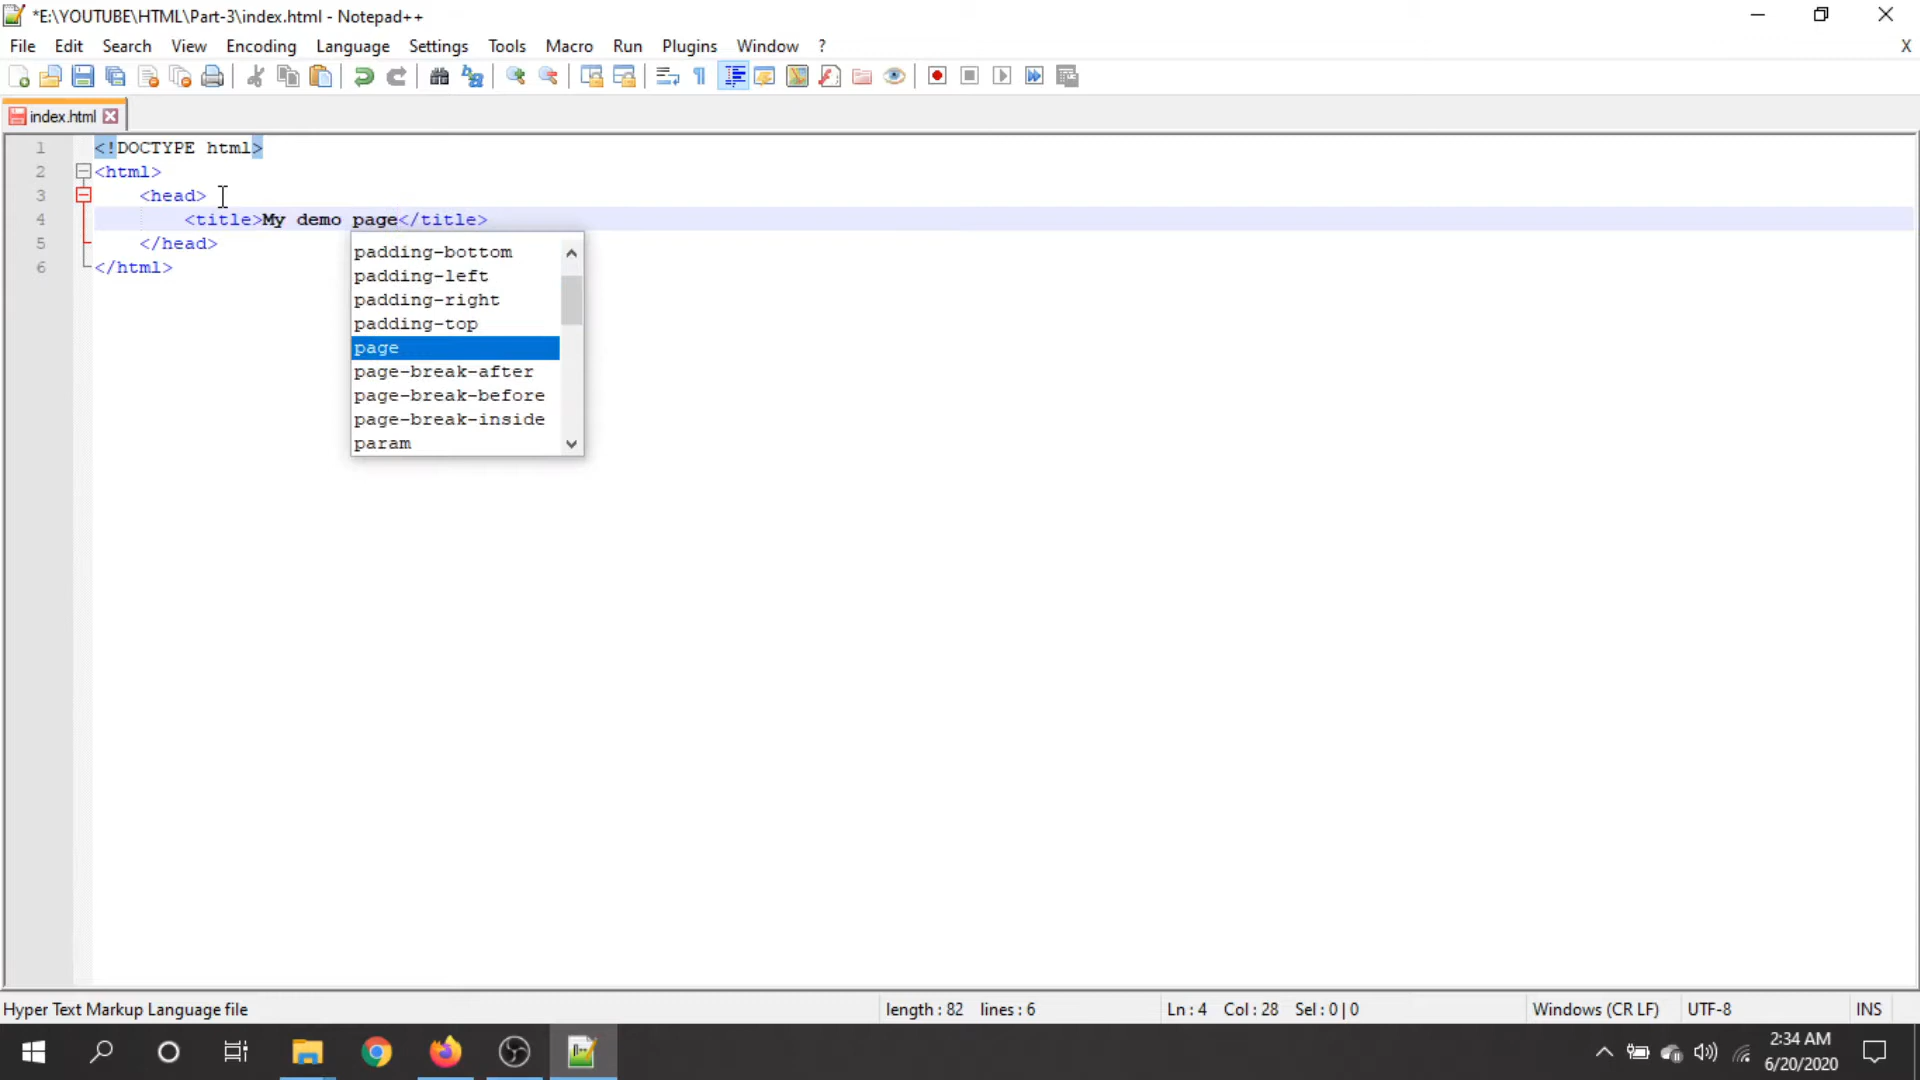 *E:\YOUTUBE\HTML\Part-3\index.html - Notepad++
File Edit Search View Encoding Language Settings Tools Macro Run Plugins Window ? X
index.html
1 <!DOCTYPE html>
2 <html>
3 <head>
4 <title>My demo page</title>
5 </head>
6 </html>
padding-bottom
padding-left
padding-right
padding-top
page
page-break-after
page-break-before
page-break-inside
param
Hyper Text Markup Language file length : 82 lines : 6 Ln : 4 Col : 28 Sel : 0 | 0 Windows (CR LF) UTF-8 INS
2:34 AM
6/20/2020